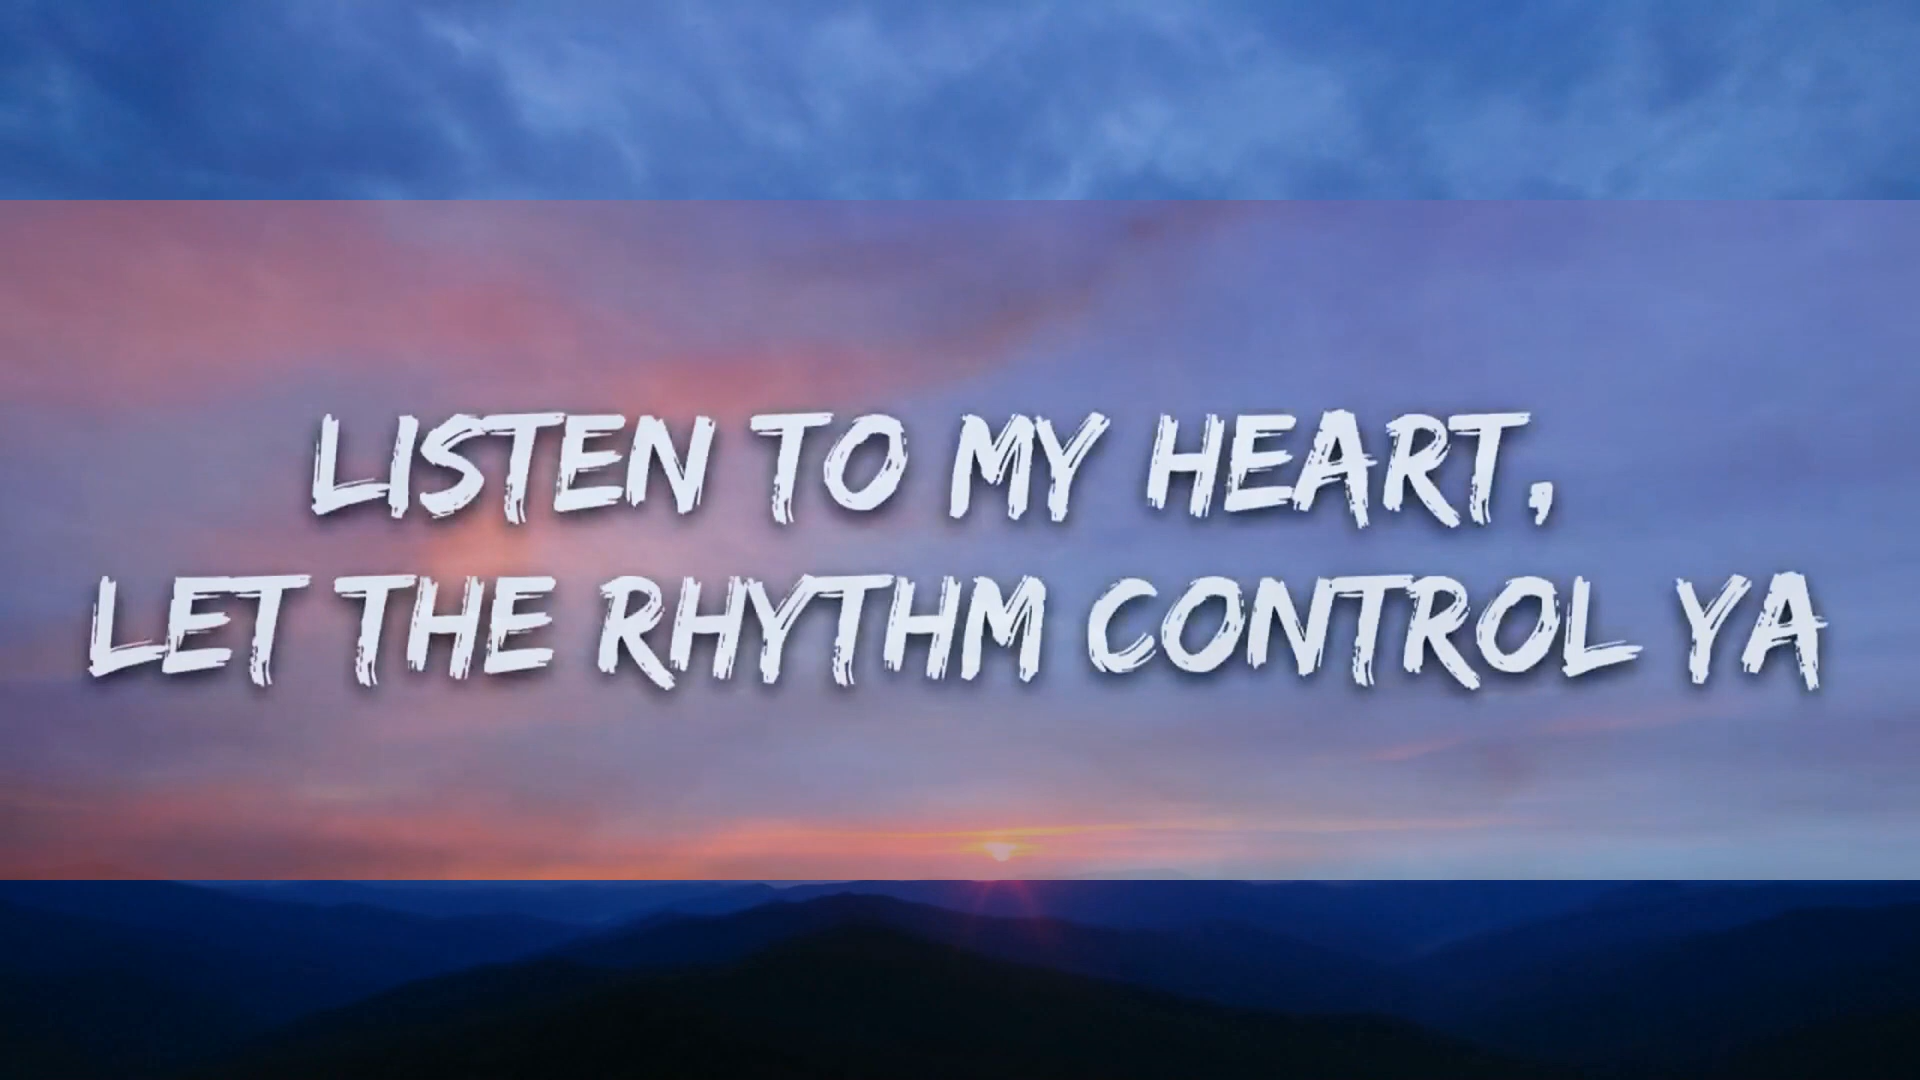 LISTEN TO MY HEART,
LET THE RHYTHM CONTROL YA